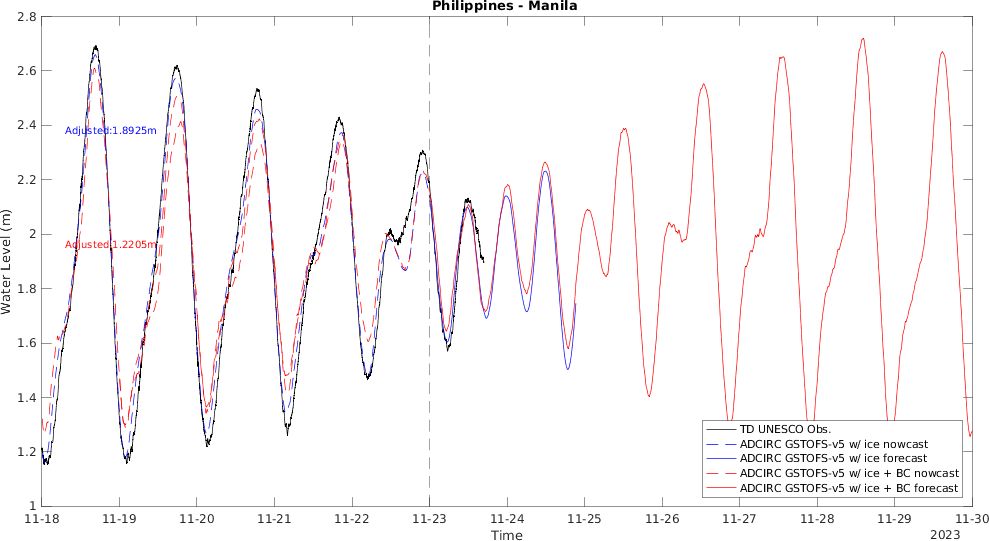 Philippines - Manila
2.8
2.6
2.4
2.2
2
1.8
1.6
1.4
1.2
1
Water Level (m)
Adjusted:1.8925m
Adjusted:1.2205m
TD UNESCO Obs.
ADCIRC GSTOFS-v5 w/ ice nowcast
ADCIRC GSTOFS-v5 w/ ice forecast
ADCIRC GSTOFS-v5 w/ ice + BC nowcast
ADCIRC GSTOFS-v5 w/ ice + BC forecast
11-18 11-19 11-20 11-21 11-22 11-23 11-24 11-25 11-26 11-27 11-28 11-29 11-30
Time
2023